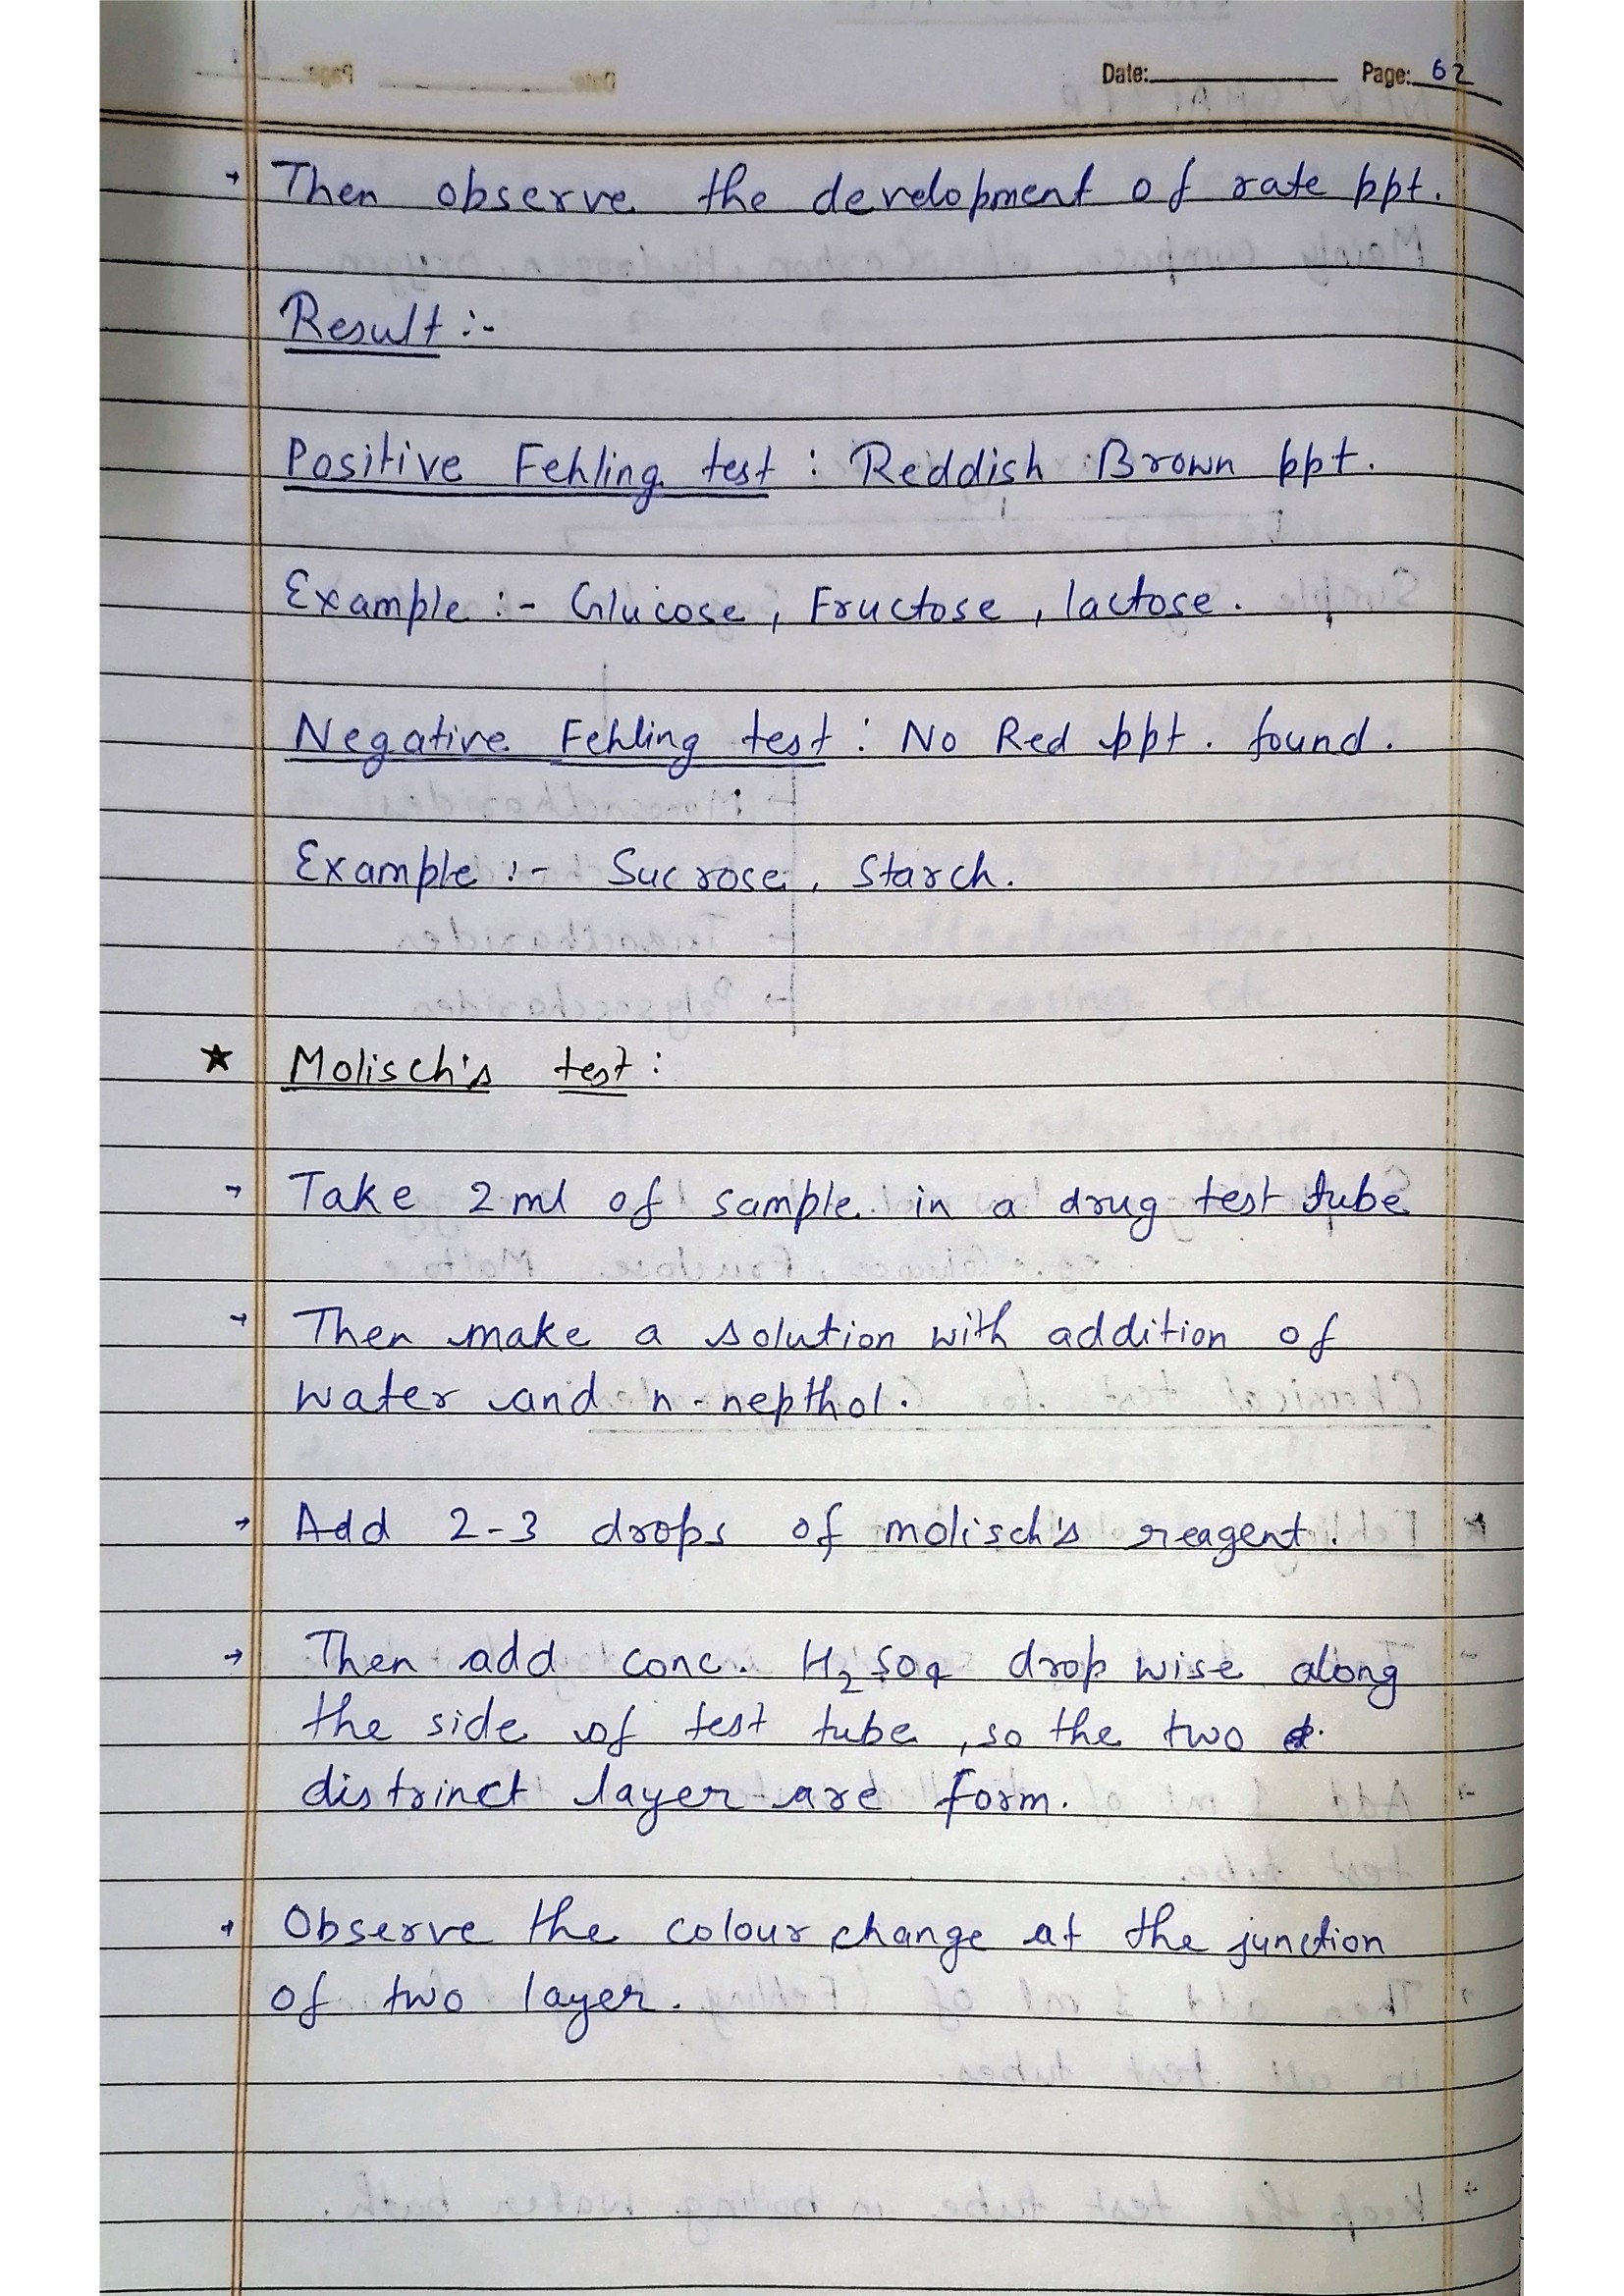 Date: Page: 62
→ Then observe the development of rate ppt.
Result :-
Positive Fehling test : Reddish Brown ppt.
Example :- Glucose, Fructose, lactose.
Negative Fehling test : No Red ppt. found.
Example :- Sucrose, Starch.
★ Molisch's test :
→ Take 2 ml of sample in a drug test tube
→ Then make a solution with addition of
water and n-nepthol.
→ Add 2-3 drops of molisch's reagent.
→ Then add conc. H₂SO₄ drop wise along
the side of test tube, so the two
distrinct layer are form.
→ Observe the colour change at the junction
of two layer.